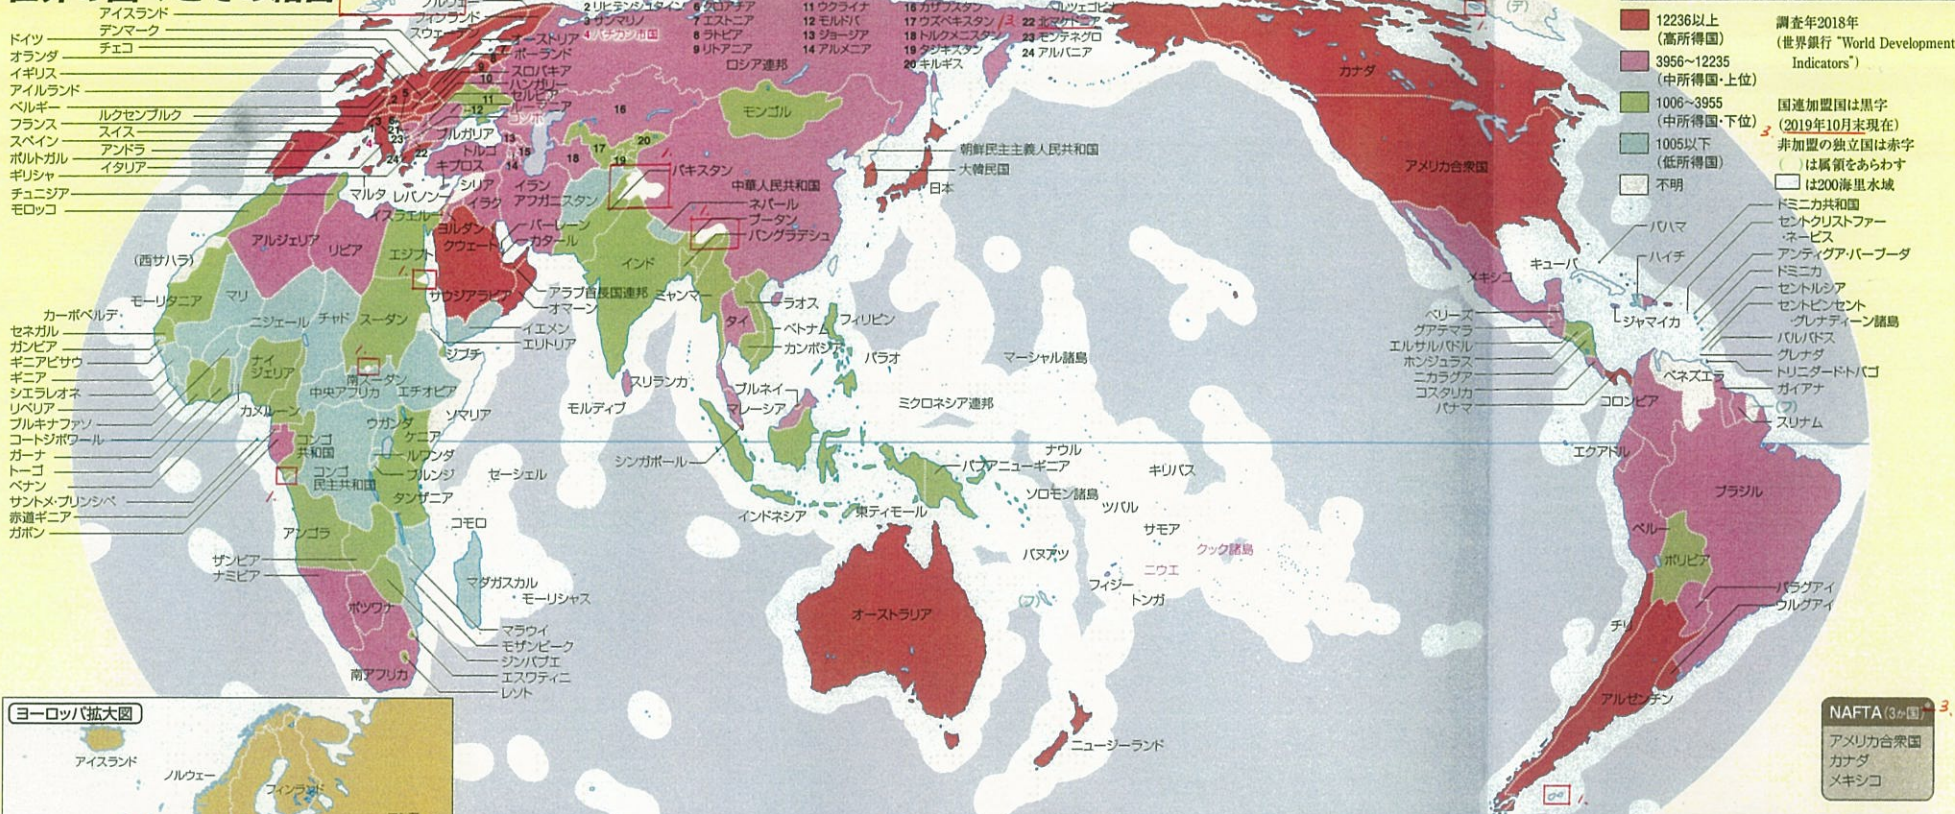 アイスランド
デンマーク
ドイツ
チェコ
オランダ
イギリス
アイルランド
ベルギー
ルクセンブルク
フランス
スイス
スペイン
アンドラ
ポルトガル
イタリア
ギリシャ
チュニジア
モロッコ
フィンランド
オーストリア
ポーランド
スロバキア
ハンガリー
セルビア
ルーマニア
コソボ
ブルガリア
トルコ
キプロス
マルタ
レバノン
シリア
イスラエル
イラク
イラン
アフガニスタン
ヨルダン
クウェート
バーレーン
カタール
2 リヒテンシュタイン
3 サンマリノ
4 バチカン市国
6 クロアチア
7 エストニア
8 ラトビア
9 リトアニア
11 ウクライナ
12 モルドバ
13 ジョージア
14 アルメニア
16 カザフスタン
17 ウズベキスタン
18 トルクメニスタン
19 タジキスタン
20 キルギス
22 北マケドニア
23 モンテネグロ
24 アルバニア
ロシア連邦
モンゴル
パキスタン
中華人民共和国
ネパール
ブータン
バングラデシュ
朝鮮民主主義人民共和国
大韓民国
日本
インド
ミャンマー
ラオス
タイ
ベトナム
カンボジア
フィリピン
パラオ
スリランカ
モルディブ
ブルネイ
マレーシア
シンガポール
インドネシア
東ティモール
パプアニューギニア
マーシャル諸島
ミクロネシア連邦
ナウル
キリバス
ソロモン諸島
ツバル
サモア
バヌアツ
クック諸島
ニウエ
フィジー
トンガ
(フ)
オーストラリア
ニュージーランド
(西サハラ)
アルジェリア
リビア
エジプト
サウジアラビア
アラブ首長国連邦
オマーン
イエメン
エリトリア
ジブチ
モーリタニア
マリ
ニジェール
チャド
スーダン
ナイジェリア
南スーダン
中央アフリカ
エチオピア
カメルーン
ウガンダ
ソマリア
ケニア
コンゴ共和国
コンゴ民主共和国
ルワンダ
ブルンジ
タンザニア
セーシェル
コモロ
アンゴラ
ザンビア
ナミビア
ボツワナ
南アフリカ
マダガスカル
モーリシャス
マラウイ
モザンビーク
ジンバブエ
エスワティニ
レソト
カーボベルデ
セネガル
ガンビア
ギニアビサウ
ギニア
シエラレオネ
リベリア
ブルキナファソ
コートジボワール
ガーナ
トーゴ
ベナン
サントメ・プリンシペ
赤道ギニア
ガボン
(デ)
カナダ
アメリカ合衆国
メキシコ
キューバ
バハマ
ハイチ
ジャマイカ
ベリーズ
グアテマラ
エルサルバドル
ホンジュラス
ニカラグア
コスタリカ
パナマ
ドミニカ共和国
セントクリストファー
・ネービス
アンティグア・バーブーダ
ドミニカ
セントルシア
セントビンセント
・グレナディーン諸島
バルバドス
グレナダ
トリニダード・トバゴ
ガイアナ
(フ)
スリナム
ベネズエラ
コロンビア
エクアドル
ブラジル
ペルー
ボリビア
パラグアイ
ウルグアイ
チリ
アルゼンチン
12236以上
(高所得国)
3956~12235
(中所得国・上位)
1006~3955
(中所得国・下位)
1005以下
(低所得国)
不明
調査年2018年
(世界銀行 "World Development
Indicators")
国連加盟国は黒字
(2019年10月末現在)
非加盟の独立国は赤字
( )は属領をあらわす
は200海里水域
ヨーロッパ拡大図
アイスランド
ノルウェー
フィンランド
NAFTA(3か国)
アメリカ合衆国
カナダ
メキシコ